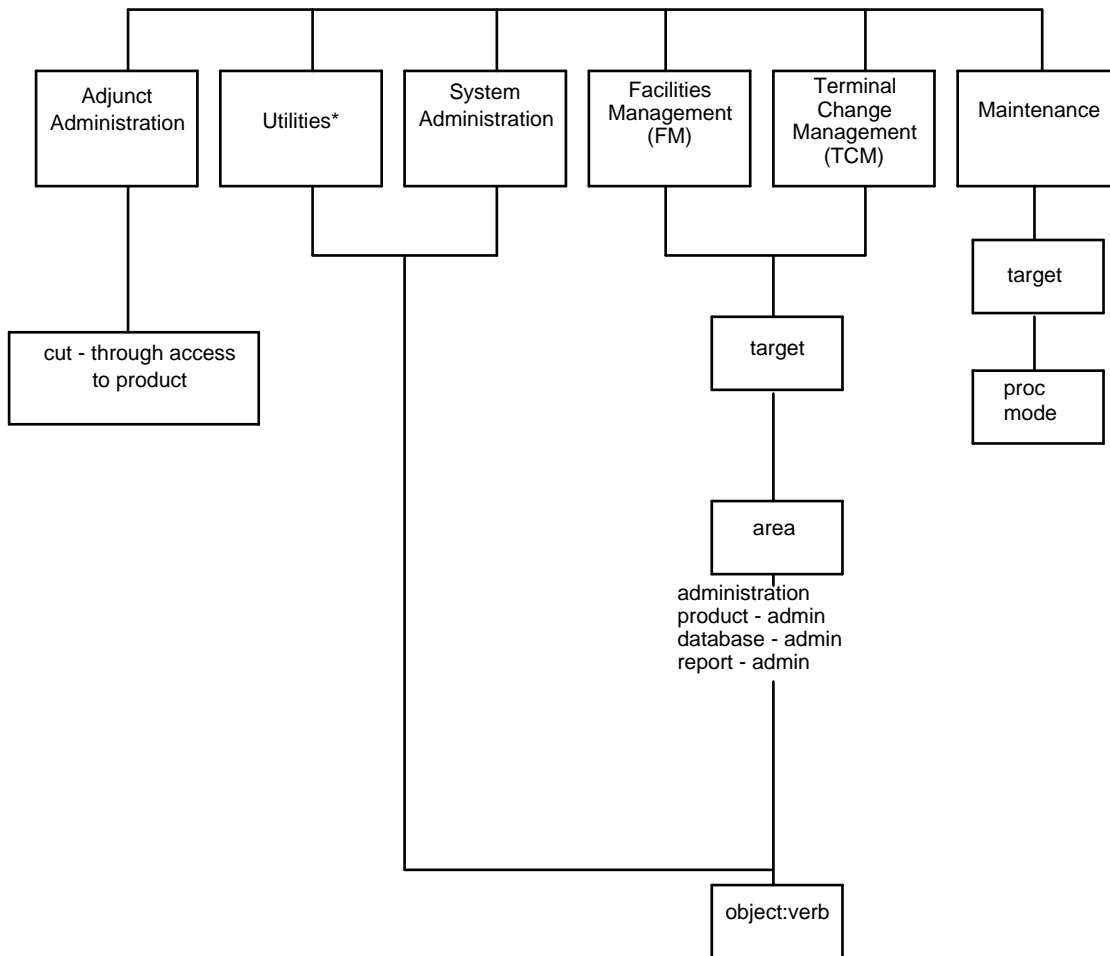 Adjunct
Administration
Utilities*
System
Administration
Facilities
Management
(FM)
Terminal
Change
Management
(TCM)
Maintenance
target
cut - through access
to product
target
proc
mode
area
administration
product - admin
database - admin
report - admin
object:verb